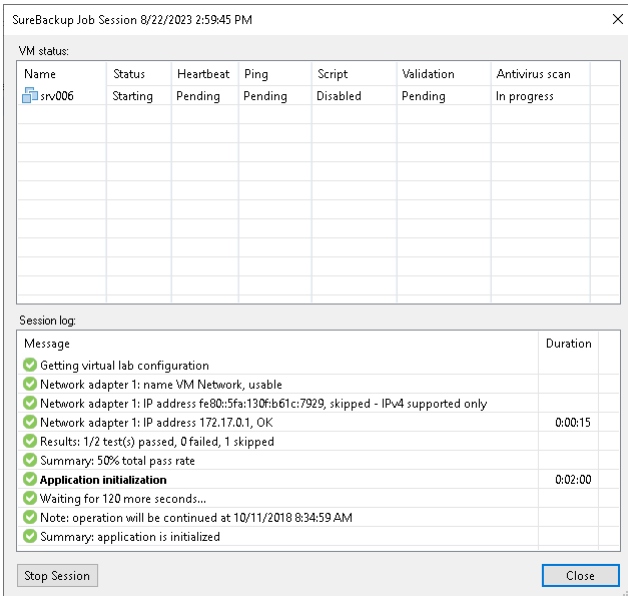 SureBackup Job Session 8/22/2023 2:59:45 PM
VM status:
Name Status Heartbeat Ping Script Validation Antivirus scan
srv006 Starting Pending Pending Disabled Pending In progress
Session log:
Message Duration
Getting virtual lab configuration
Network adapter 1: name VM Network, usable
Network adapter 1: IP address fe80::5fa:130f:b61c:7929, skipped - IPv4 supported only
Network adapter 1: IP address 172.17.0.1, OK 0:00:15
Results: 1/2 test(s) passed, 0 failed, 1 skipped
Summary: 50% total pass rate
Application initialization 0:02:00
Waiting for 120 more seconds...
Note: operation will be continued at 10/11/2018 8:34:59 AM
Summary: application is initialized
Stop Session Close